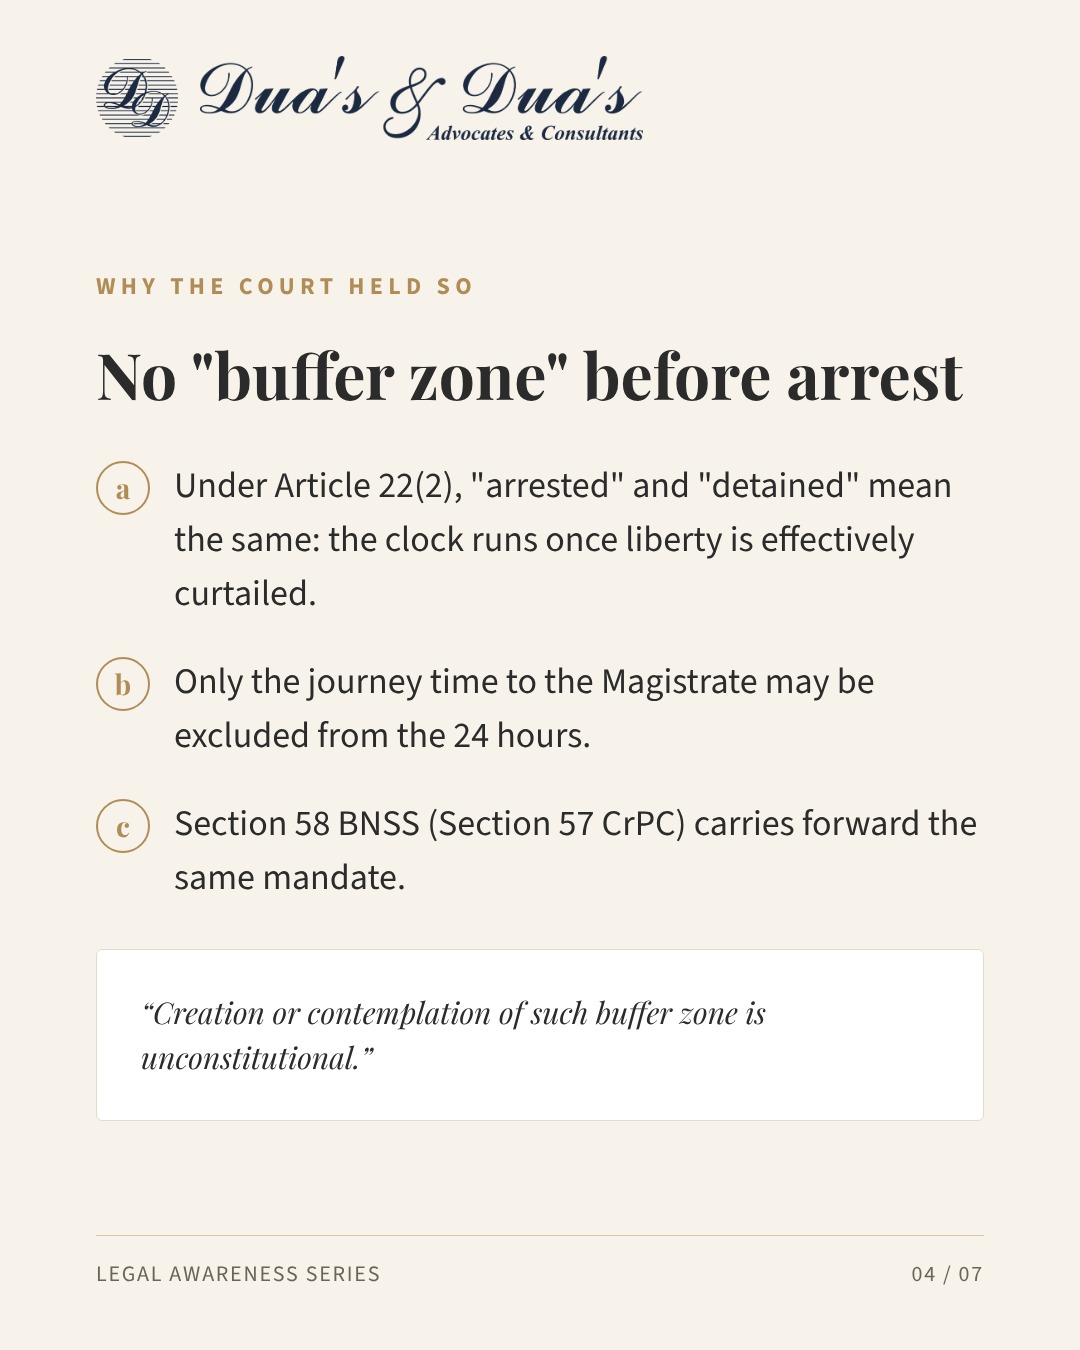 DD Dua's & Dua's
Advocates & Consultants
WHY THE COURT HELD SO
No "buffer zone" before arrest
a Under Article 22(2), "arrested" and "detained" mean
the same: the clock runs once liberty is effectively
curtailed.
b Only the journey time to the Magistrate may be
excluded from the 24 hours.
c Section 58 BNSS (Section 57 CrPC) carries forward the
same mandate.
“Creation or contemplation of such buffer zone is
unconstitutional.”
LEGAL AWARENESS SERIES 04 / 07